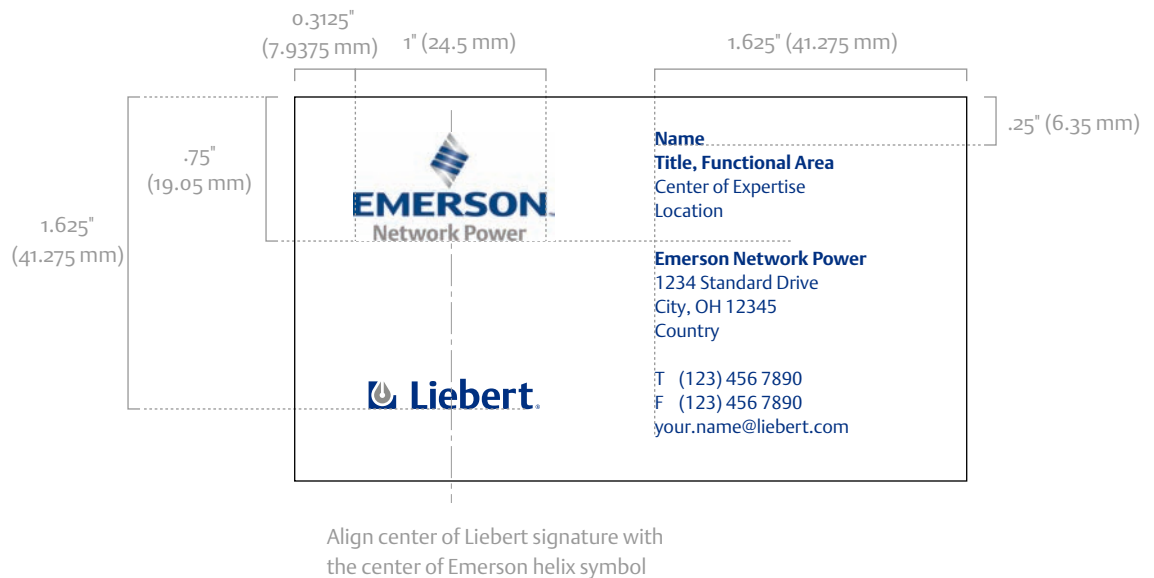 0.3125"
(7.9375 mm)
1" (24.5 mm)
1.625" (41.275 mm)
.25" (6.35 mm)
.75"
(19.05 mm)
1.625"
(41.275 mm)
EMERSON™
Network Power
Liebert®
Name
Title, Functional Area
Center of Expertise
Location
Emerson Network Power
1234 Standard Drive
City, OH 12345
Country
T (123) 456 7890
F (123) 456 7890
your.name@liebert.com
Align center of Liebert signature with
the center of Emerson helix symbol